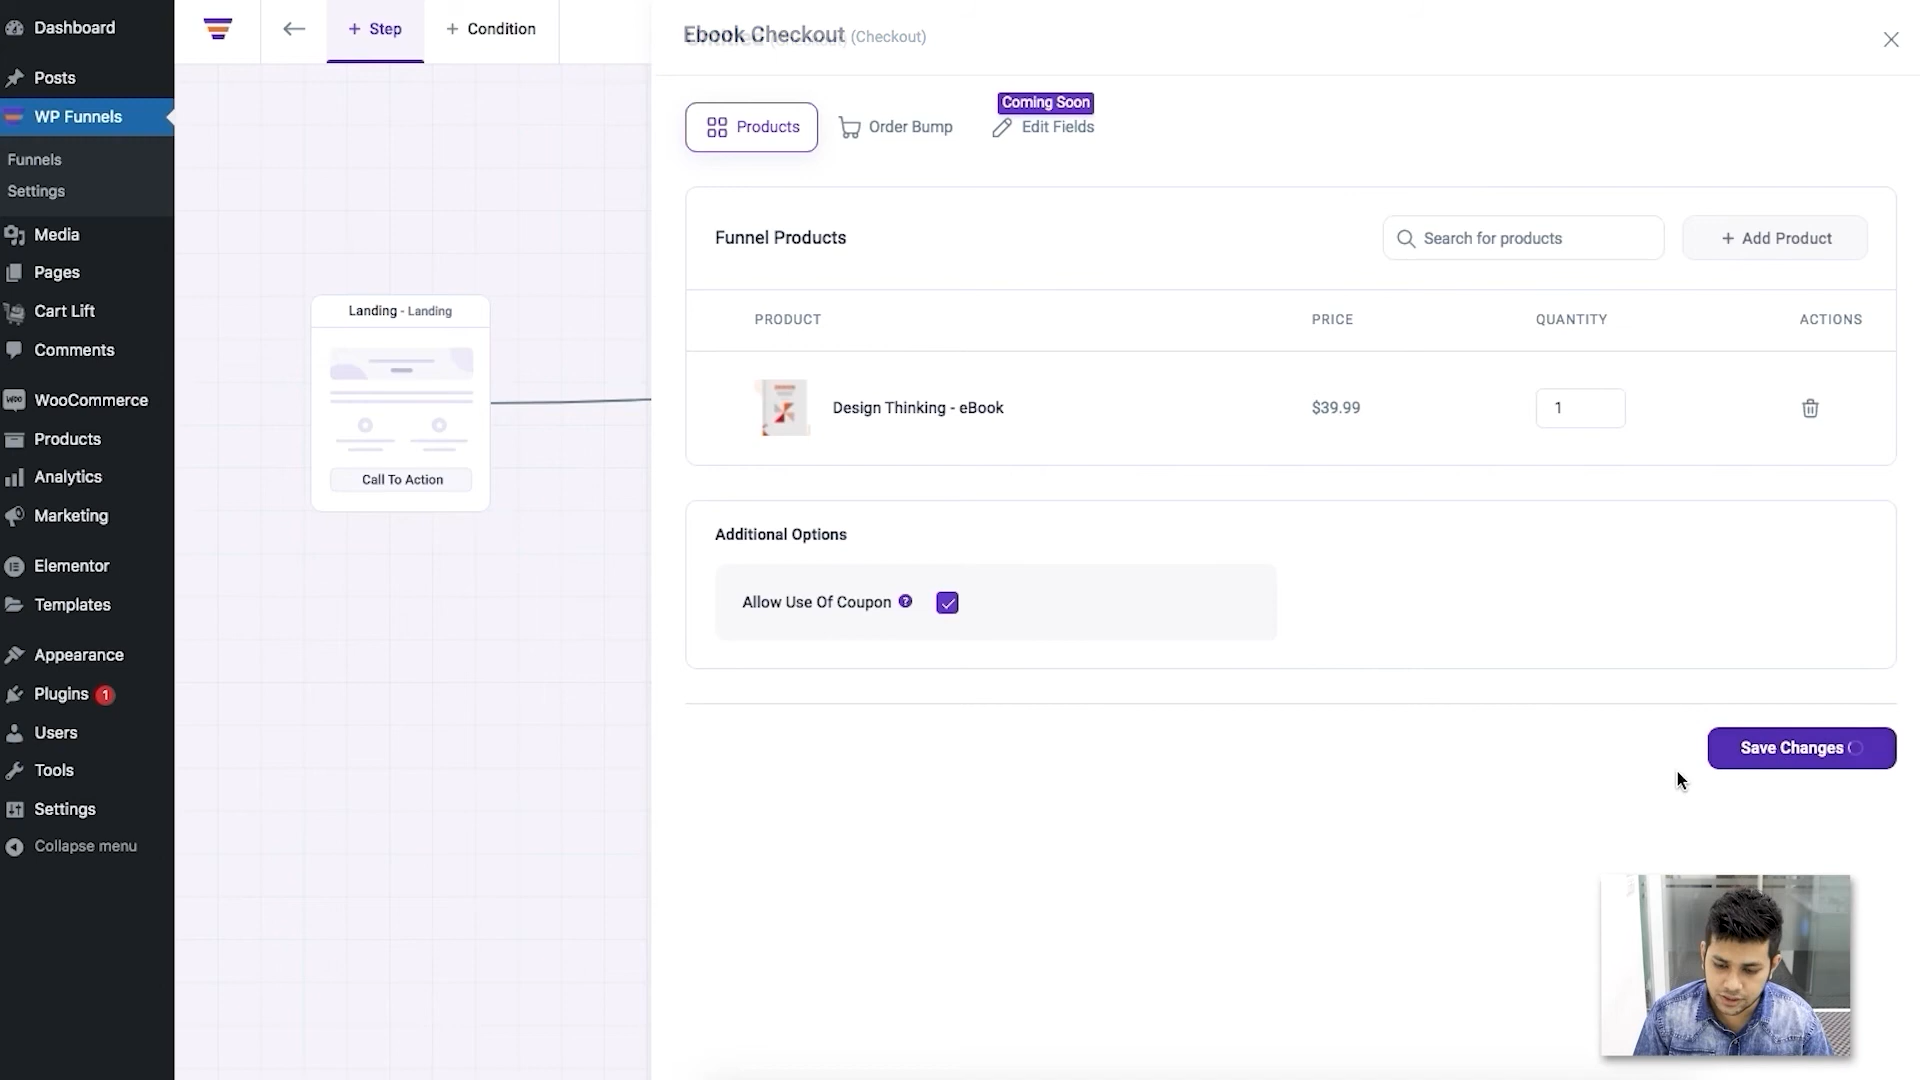 Dashboard
Posts
WP Funnels
Funnels
Settings
Media
Pages
Cart Lift
Comments
WooCommerce
Products
Analytics
Marketing
Elementor
Templates
Appearance
Plugins 1
Users
Tools
Settings
Collapse menu
+ Step
+ Condition
Landing - Landing
Call To Action
Ebook Checkout (Checkout)
Products
Order Bump
Coming Soon
Edit Fields
Funnel Products
Search for products
+ Add Product
PRODUCT PRICE QUANTITY ACTIONS
Design Thinking - eBook $39.99 1
Additional Options
Allow Use Of Coupon ?
Save Changes